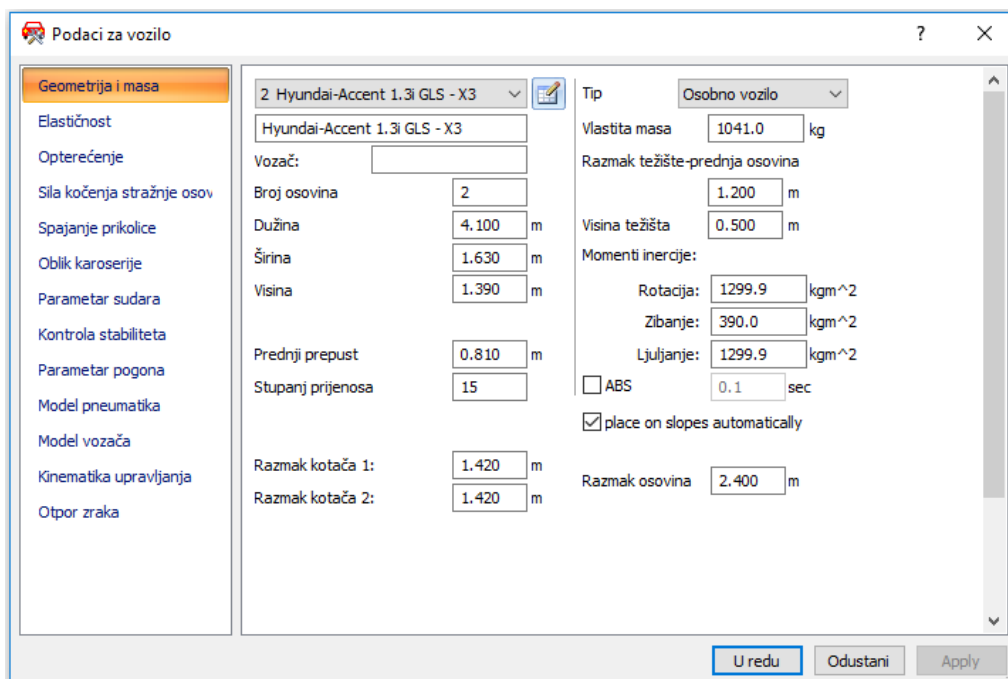 Podaci za vozilo
?
Geometrija i masa
Elastičnost
Opterećenje
Sila kočenja stražnje osov
Spajanje prikolice
Oblik karoserije
Parametar sudara
Kontrola stabiliteta
Parametar pogona
Model pneumatika
Model vozača
Kinematika upravljanja
Otpor zraka
2 Hyundai-Accent 1.3i GLS - X3
Hyundai-Accent 1.3i GLS - X3
Vozač:
Broj osovina 2
Dužina 4.100 m
Širina 1.630 m
Visina 1.390 m
Prednji prepust 0.810 m
Stupanj prijenosa 15
Razmak kotača 1: 1.420 m
Razmak kotača 2: 1.420 m
Tip Osobno vozilo
Vlastita masa 1041.0 kg
Razmak težište-prednja osovina
1.200 m
Visina težišta 0.500 m
Momenti inercije:
Rotacija: 1299.9 kgm^2
Zibanje: 390.0 kgm^2
Ljuljanje: 1299.9 kgm^2
ABS 0.1 sec
place on slopes automatically
Razmak osovina 2.400 m
U redu Odustani Apply